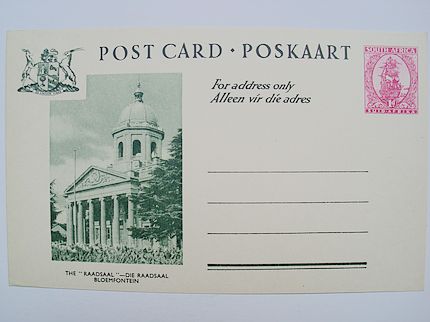 POST CARD · POSKAART
SOUTH AFRICA
1D
SUID-AFRIKA
For address only
Alleen vir die adres
THE "RAADSAAL"—DIE RAADSAAL
BLOEMFONTEIN